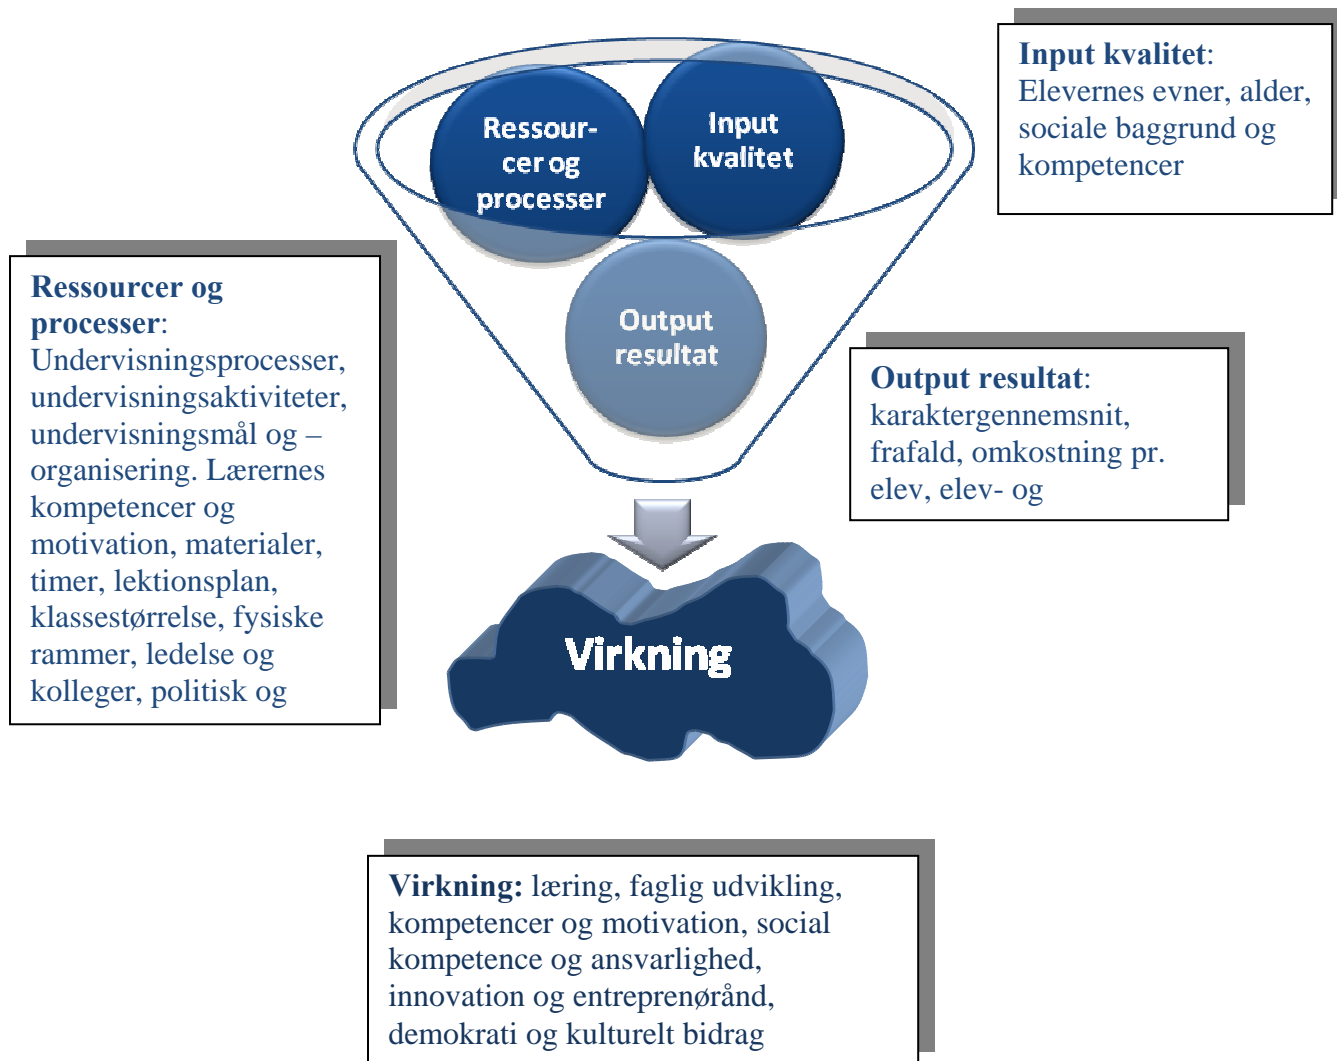 Ressour-
cer og
processer
Input
kvalitet
Output
resultat
Virkning
Input kvalitet:
Elevernes evner, alder,
sociale baggrund og
kompetencer
Ressourcer og
processer:
Undervisningsprocesser,
undervisningsaktiviteter,
undervisningsmål og –
organisering. Lærernes
kompetencer og
motivation, materialer,
timer, lektionsplan,
klassestørrelse, fysiske
rammer, ledelse og
kolleger, politisk og
Output resultat:
karaktergennemsnit,
frafald, omkostning pr.
elev, elev- og
Virkning: læring, faglig udvikling,
kompetencer og motivation, social
kompetence og ansvarlighed,
innovation og entreprenørånd,
demokrati og kulturelt bidrag